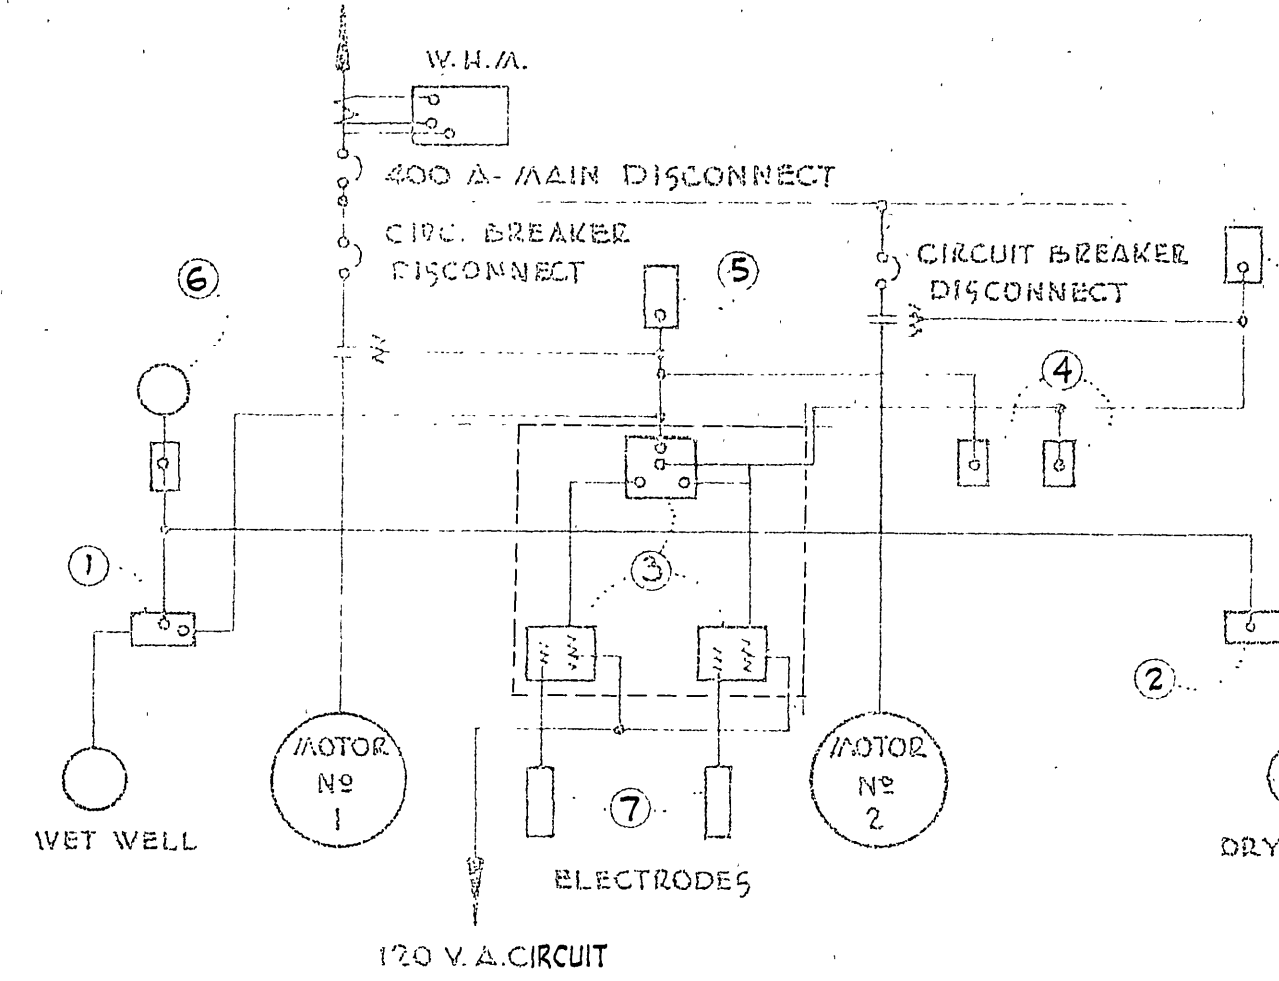 W.H.M.
400 A- MAIN DISCONNECT
CIRC. BREAKER
DISCONNECT
CIRCUIT BREAKER
DISCONNECT
6
5
4
1
3
2
MOTOR
Nº
1
MOTOR
Nº
2
7
WET WELL
DRY
ELECTRODES
120 V. A. CIRCUIT